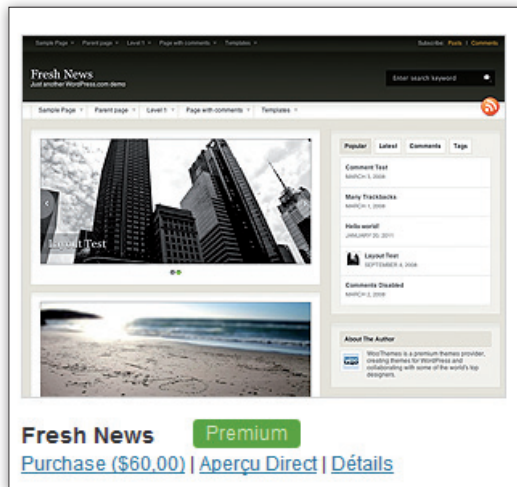 Sample Page Parent page Level 1 Page with comments Templates Subscribe: Posts | Comments
Fresh News
Just another WordPress.com demo
Enter search keyword
Sample Page Parent page Level 1 Page with comments Templates
Layout Test
Popular Latest Comments Tags
Comment Test
MARCH 3, 2008
Many Trackbacks
MARCH 1, 2008
Hello world!
JANUARY 20, 2011
Layout Test
SEPTEMBER 4, 2008
Comments Disabled
MARCH 2, 2008
About The Author
woo
WooThemes is a premium themes provider,
creating themes for WordPress and
collaborating with some of the world's top
designers.
Fresh News Premium
Purchase ($60,00) | Aperçu Direct | Détails